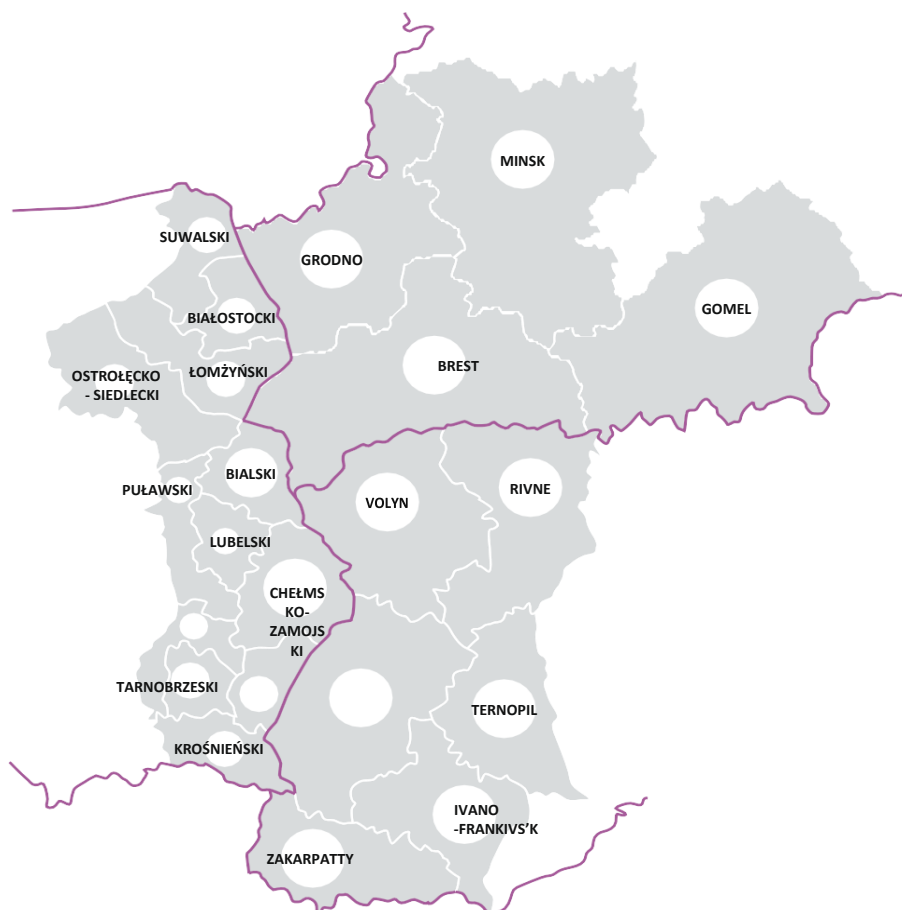 MINSK
SUWALSKI
GRODNO
GOMEL
BIAŁOSTOCKI
BREST
ŁOMŻYŃSKI
OSTROŁĘCKO
- SIEDLECKI
BIALSKI
PUŁAWSKI
VOLYN
RIVNE
LUBELSKI
CHEŁMS
KO-
ZAMOJS
KI
TARNOBRZESKI
TERNOPIL
KROŚNIEŃSKI
IVANO
-FRANKIVS’K
ZAKARPATTY